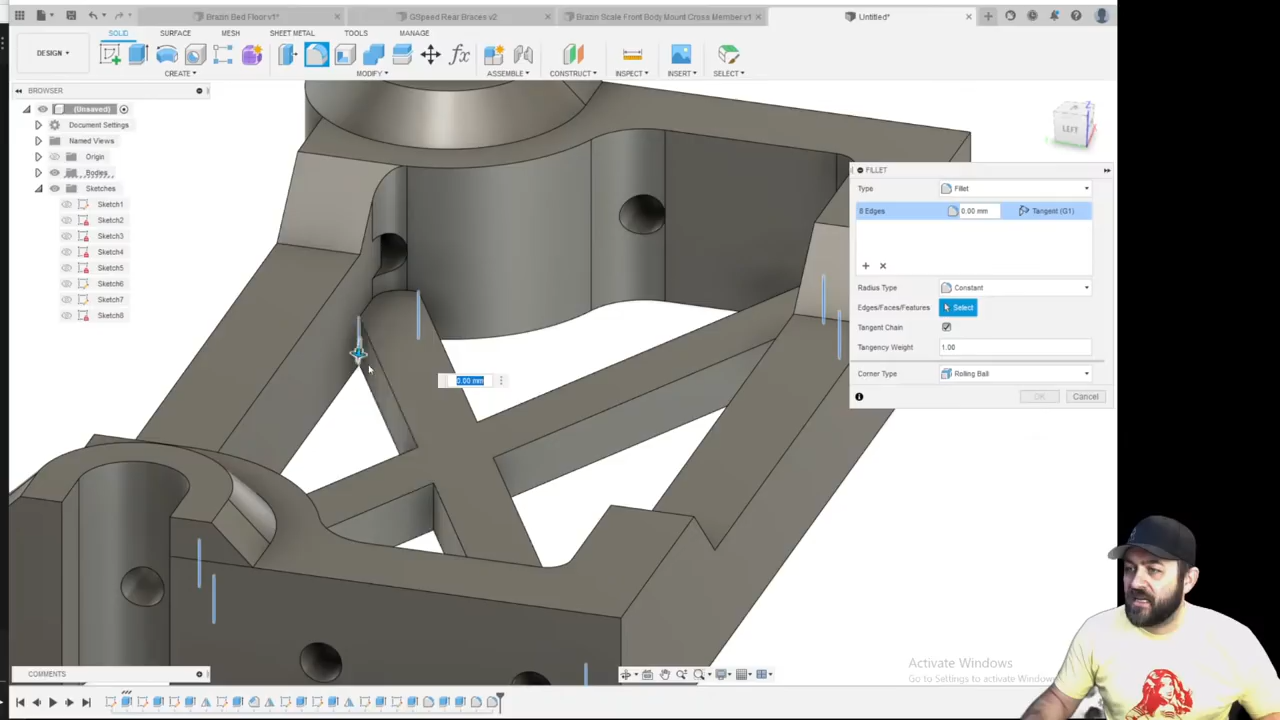 Brazin Bed Floor v1*
GSpeed Rear Braces v2
Brazin Scale Front Body Mount Cross Member v1
Untitled*
SOLID
SURFACE
MESH
SHEET METAL
TOOLS
MANAGE
DESIGN
CREATE
MODIFY
ASSEMBLE
CONSTRUCT
INSPECT
INSERT
SELECT
BROWSER
(Unsaved)
Document Settings
Named Views
Origin
Bodies
Sketches
Sketch1
Sketch2
Sketch3
Sketch4
Sketch5
Sketch6
Sketch7
Sketch8
LEFT
Z
FILLET
Type
Fillet
8 Edges
0.00 mm
Tangent (G1)
Radius Type
Constant
Edges/Faces/Features
Select
Tangent Chain
Tangency Weight
1.00
Corner Type
Rolling Ball
OK
Cancel
0.00 mm
COMMENTS
Activate Windows
Go to Settings to activate Windows.